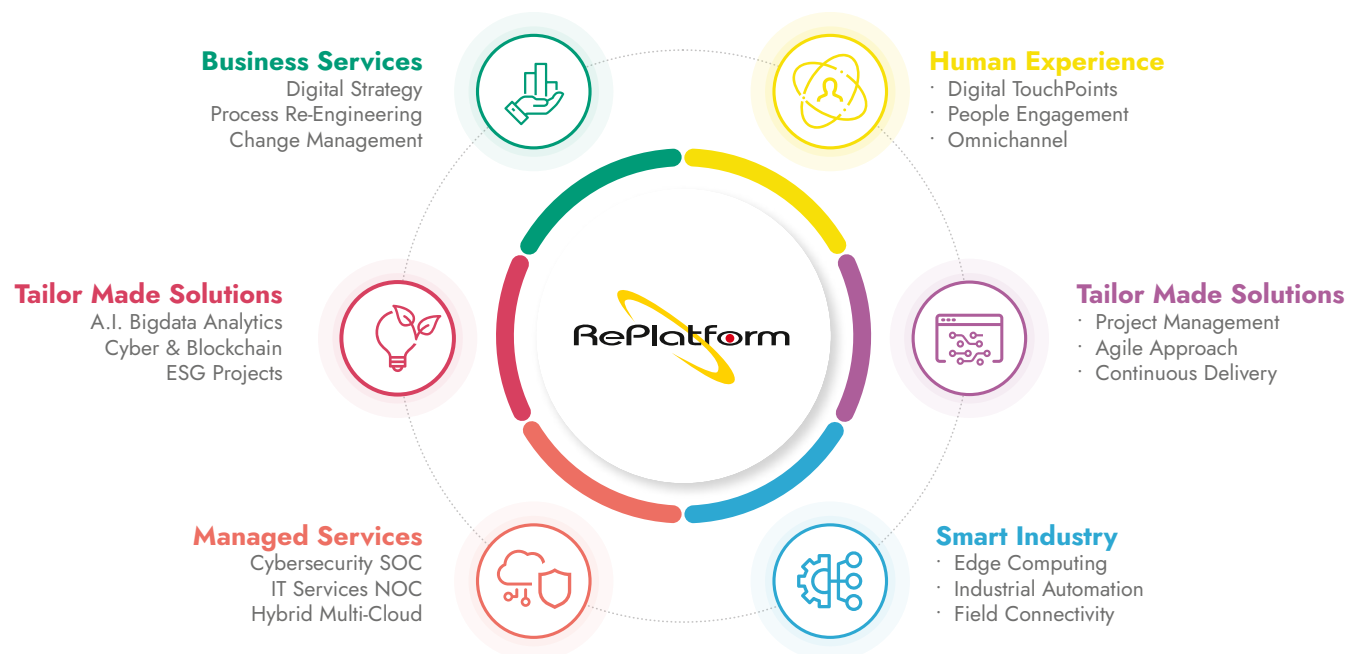 Business Services
Digital Strategy
Process Re-Engineering
Change Management
Human Experience
· Digital TouchPoints
· People Engagement
· Omnichannel
Tailor Made Solutions
A.I. Bigdata Analytics
Cyber & Blockchain
ESG Projects
RePlatform
Tailor Made Solutions
· Project Management
· Agile Approach
· Continuous Delivery
Managed Services
Cybersecurity SOC
IT Services NOC
Hybrid Multi-Cloud
Smart Industry
· Edge Computing
· Industrial Automation
· Field Connectivity